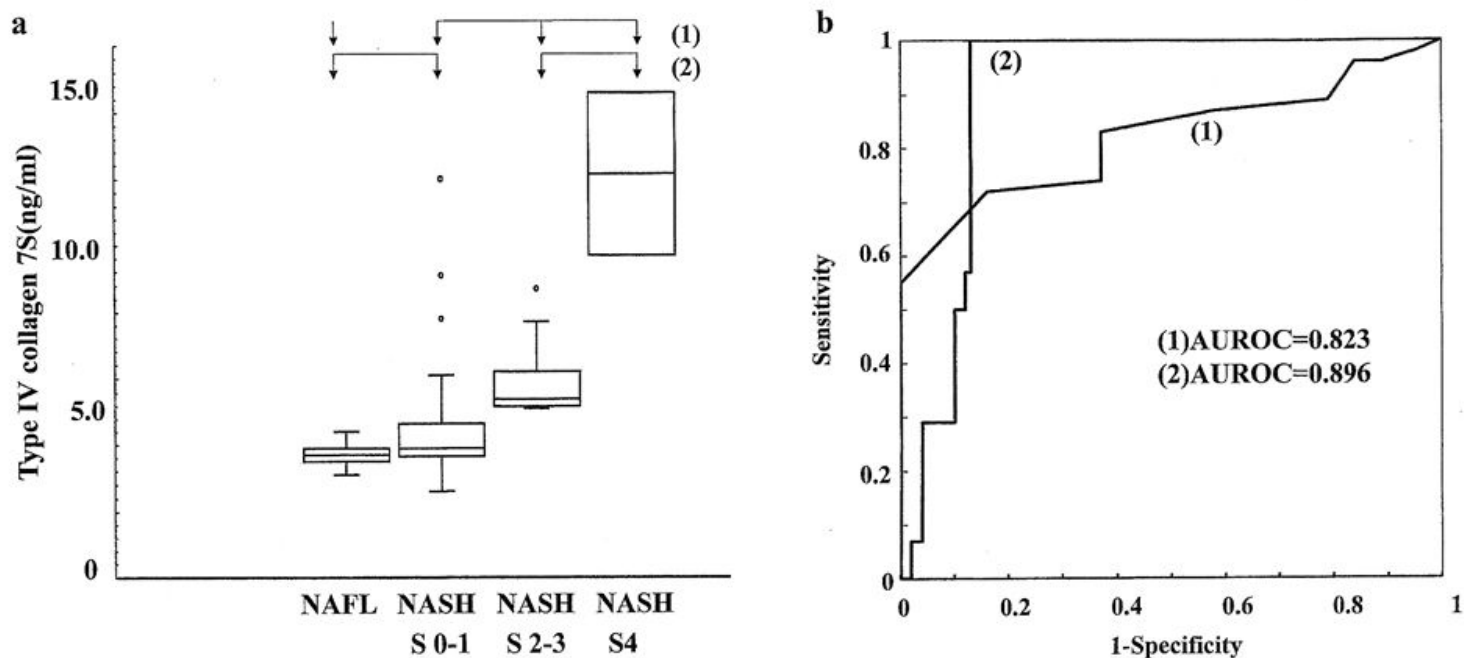 a
(1)
(2)
Type IV collagen 7S(ng/ml)
15.0
10.0
5.0
0
NAFL NASH NASH NASH
S 0-1 S 2-3 S4
b
Sensitivity
1
0.8
0.6
0.4
0.2
0
(2)
(1)
(1)AUROC=0.823
(2)AUROC=0.896
0 0.2 0.4 0.6 0.8 1
1-Specificity